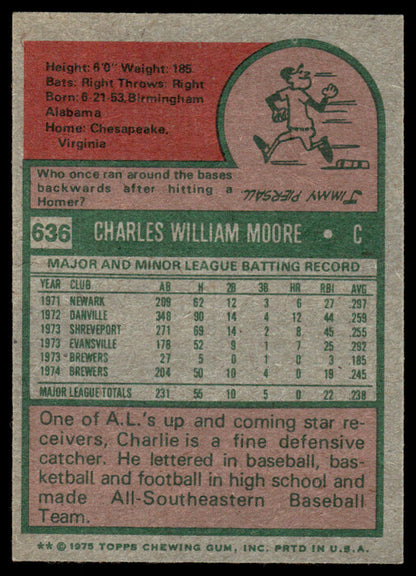 Height: 6'0" Weight: 185
Bats: Right Throws: Right
Born: 6-21-53, Birmingham
Alabama
Home: Chesapeake,
Virginia
Who once ran around the bases
backwards after hitting a
Homer?
JIMMY PIERSALL
636 CHARLES WILLIAM MOORE • C
MAJOR AND MINOR LEAGUE BATTING RECORD
YEAR CLUB AB H 2B 3B HR RBI AVG
1971 NEWARK 209 62 12 3 6 27 .297
1972 DANVILLE 348 90 14 4 12 44 .259
1973 SHREVEPORT 271 69 14 2 8 45 .255
1973 EVANSVILLE 178 52 9 1 7 25 .292
1973 BREWERS 27 5 0 1 0 3 .185
1974 BREWERS 204 50 10 4 0 19 .245
MAJOR LEAGUE TOTALS 231 55 10 5 0 22 .238
One of A.L.'s up and coming star re-
ceivers, Charlie is a fine defensive
catcher. He lettered in baseball, bas-
ketball and football in high school and
made All-Southeastern Baseball
Team.
** © 1975 TOPPS CHEWING GUM, INC. PRTD IN U.S.A.